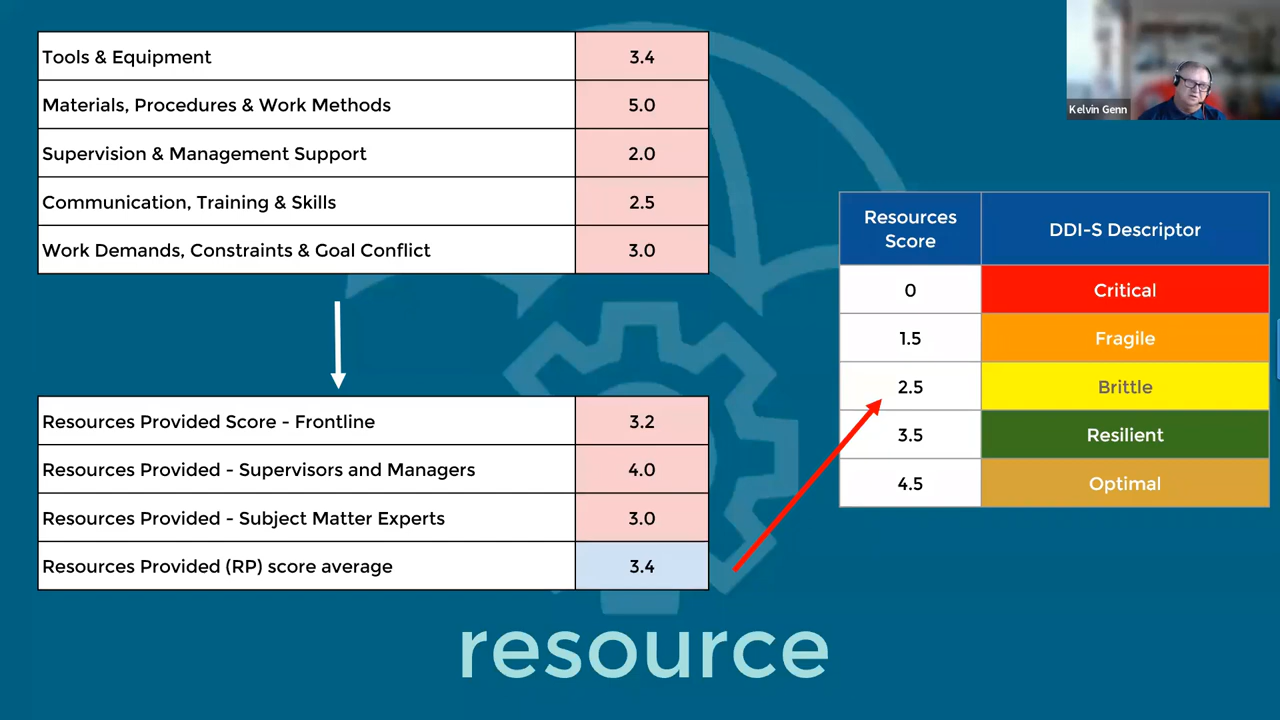 Tools & Equipment 3.4
Materials, Procedures & Work Methods 5.0
Supervision & Management Support 2.0
Communication, Training & Skills 2.5
Work Demands, Constraints & Goal Conflict 3.0
Resources Provided Score - Frontline 3.2
Resources Provided - Supervisors and Managers 4.0
Resources Provided - Subject Matter Experts 3.0
Resources Provided (RP) score average 3.4
Kelvin Genn
Resources
Score
DDI-S Descriptor
0 Critical
1.5 Fragile
2.5 Brittle
3.5 Resilient
4.5 Optimal
resource